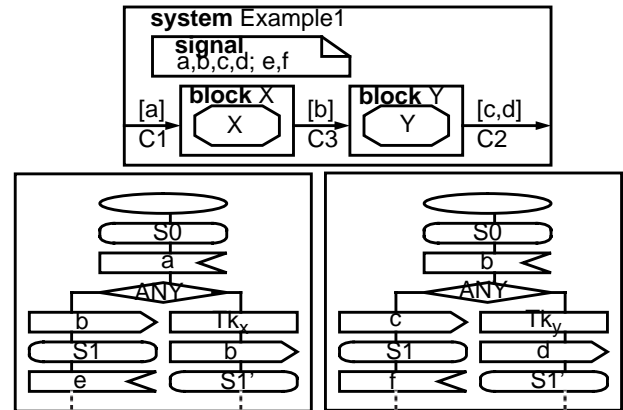 system Example1
signal
a,b,c,d; e,f
block X
block Y
[a]
[b]
[c,d]
X
Y
C1
C3
C2
S0
a
ANY
b
Tkx
S1
b
e
S1'
S0
b
ANY
c
Tky
S1
d
f
S1'